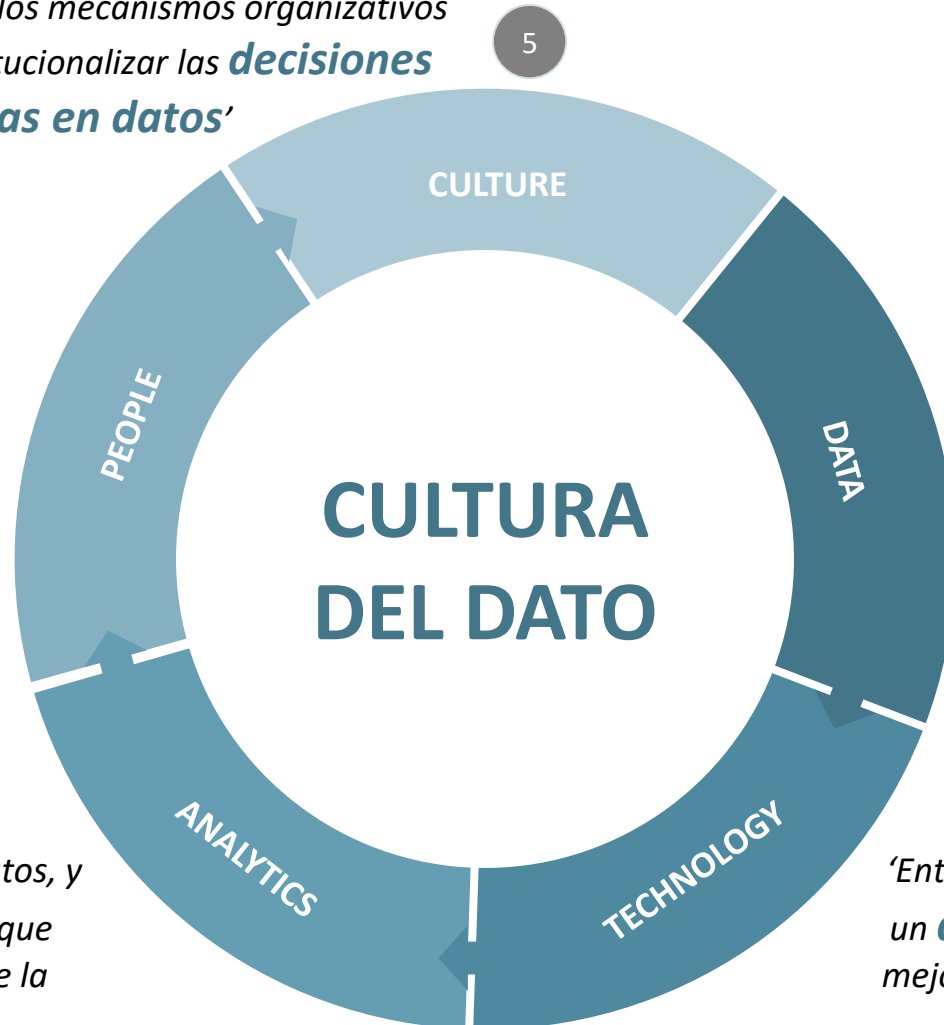 los mecanismos organizativos
tucionalizar las decisiones
as en datos’
5
CULTURE
PEOPLE
DATA
CULTURA
DEL DATO
ANALYTICS
TECHNOLOGY
tos, y
que
e la
‘Ent
un
mejo